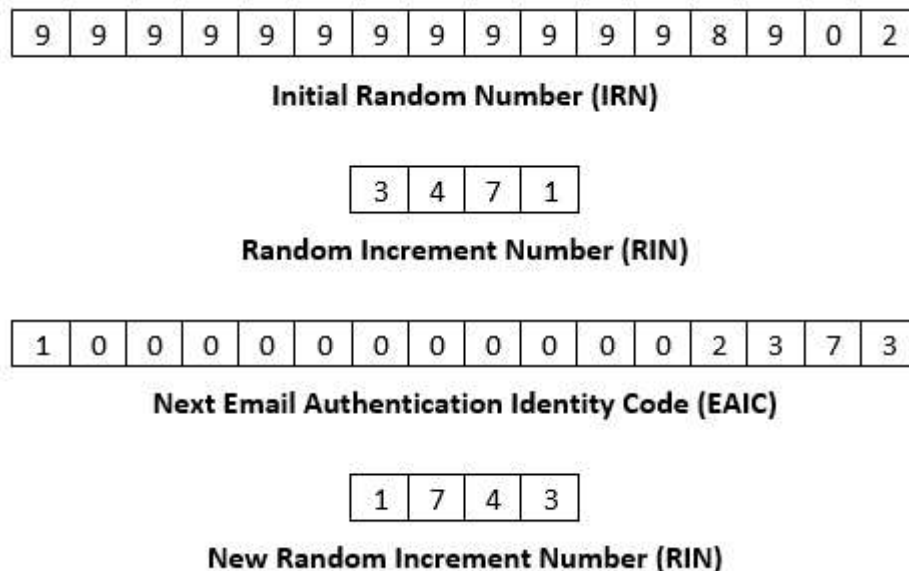 9 9 9 9 9 9 9 9 9 9 9 9 8 9 0 2
Initial Random Number (IRN)
3 4 7 1
Random Increment Number (RIN)
1 0 0 0 0 0 0 0 0 0 0 0 2 3 7 3
Next Email Authentication Identity Code (EAIC)
1 7 4 3
New Random Increment Number (RIN)